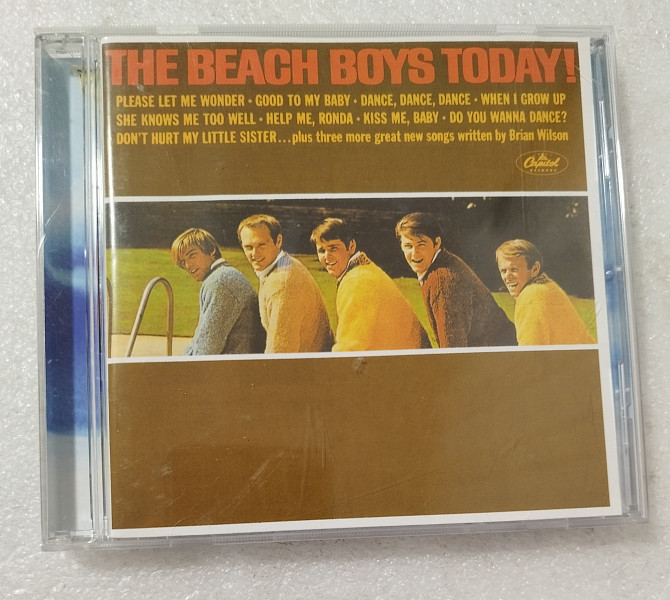 THE BEACH BOYS TODAY!
PLEASE LET ME WONDER • GOOD TO MY BABY • DANCE, DANCE, DANCE • WHEN I GROW UP
SHE KNOWS ME TOO WELL • HELP ME, RONDA • KISS ME, BABY • DO YOU WANNA DANCE?
DON'T HURT MY LITTLE SISTER...plus three more great new songs written by Brian Wilson
Capitol
RECORDS